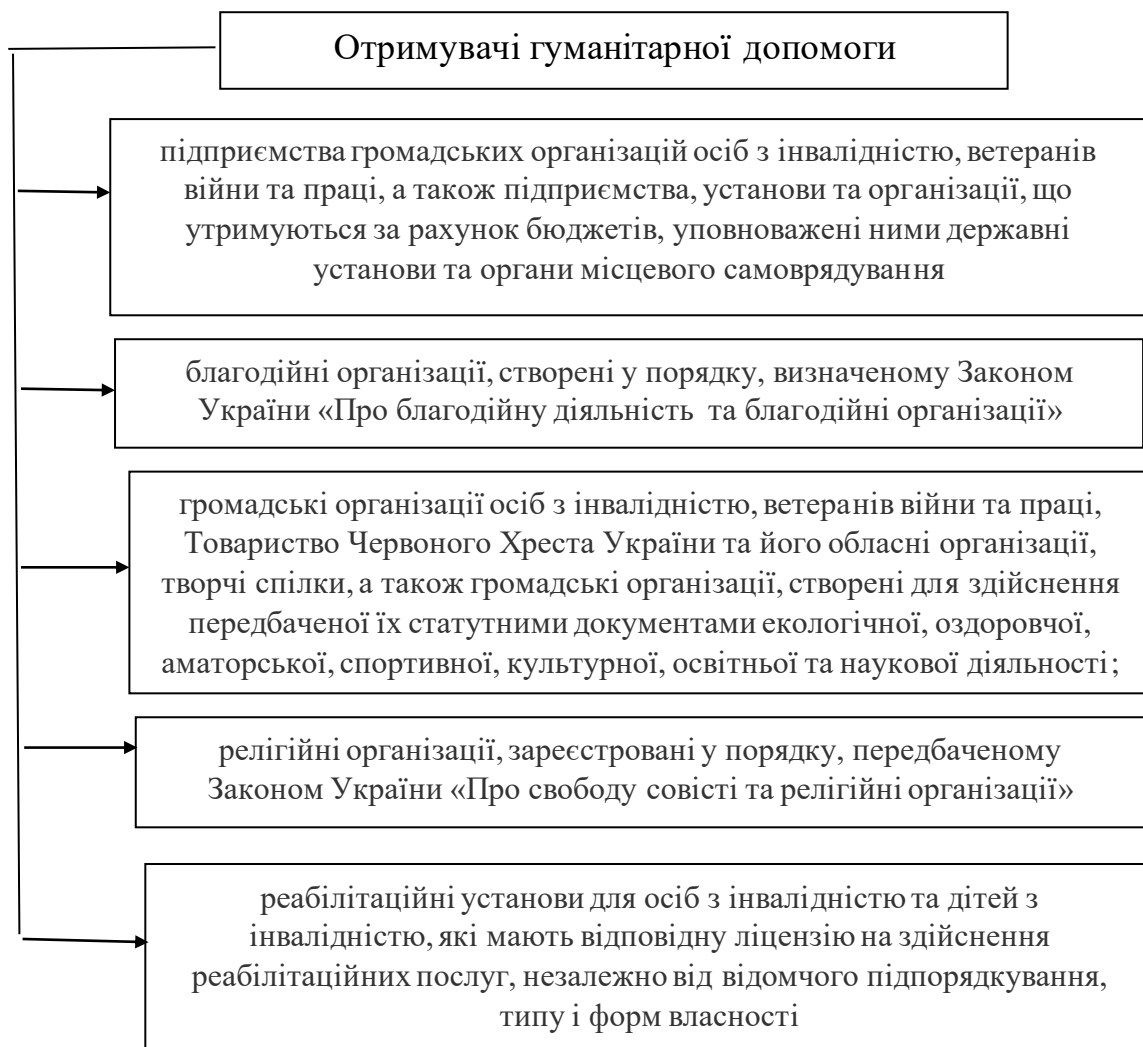 Отримувачі гуманітарної допомоги
підприємства громадських організацій осіб з інвалідністю, ветеранів
війни та праці, а також підприємства, установи та організації, що
утримуються за рахунок бюджетів, уповноважені ними державні
установи та органи місцевого самоврядування
благодійні організації, створені у порядку, визначеному Законом
України «Про благодійну діяльність та благодійні організації»
громадські організації осіб з інвалідністю, ветеранів війни та праці,
Товариство Червоного Хреста України та його обласні організації,
творчі спілки, а також громадські організації, створені для здійснення
передбаченої їх статутними документами екологічної, оздоровчої,
аматорської, спортивної, культурної, освітньої та наукової діяльності;
релігійні організації, зареєстровані у порядку, передбаченому
Законом України «Про свободу совісті та релігійні організації»
реабілітаційні установи для осіб з інвалідністю та дітей з
інвалідністю, які мають відповідну ліцензію на здійснення
реабілітаційних послуг, незалежно від відомчого підпорядкування,
типу і форм власності